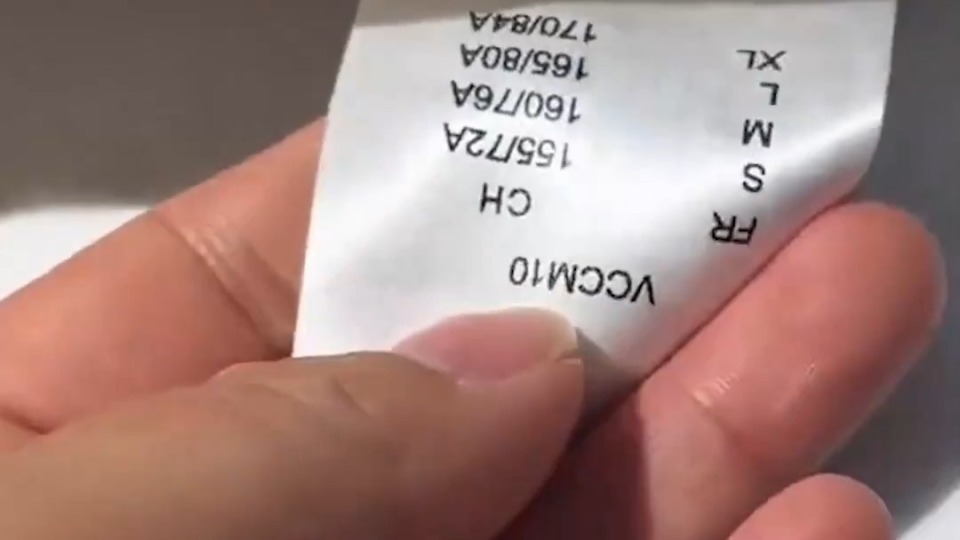 VCCM10
FR CH
S 155/72A
M 160/76A
L 165/80A
XL 170/84A